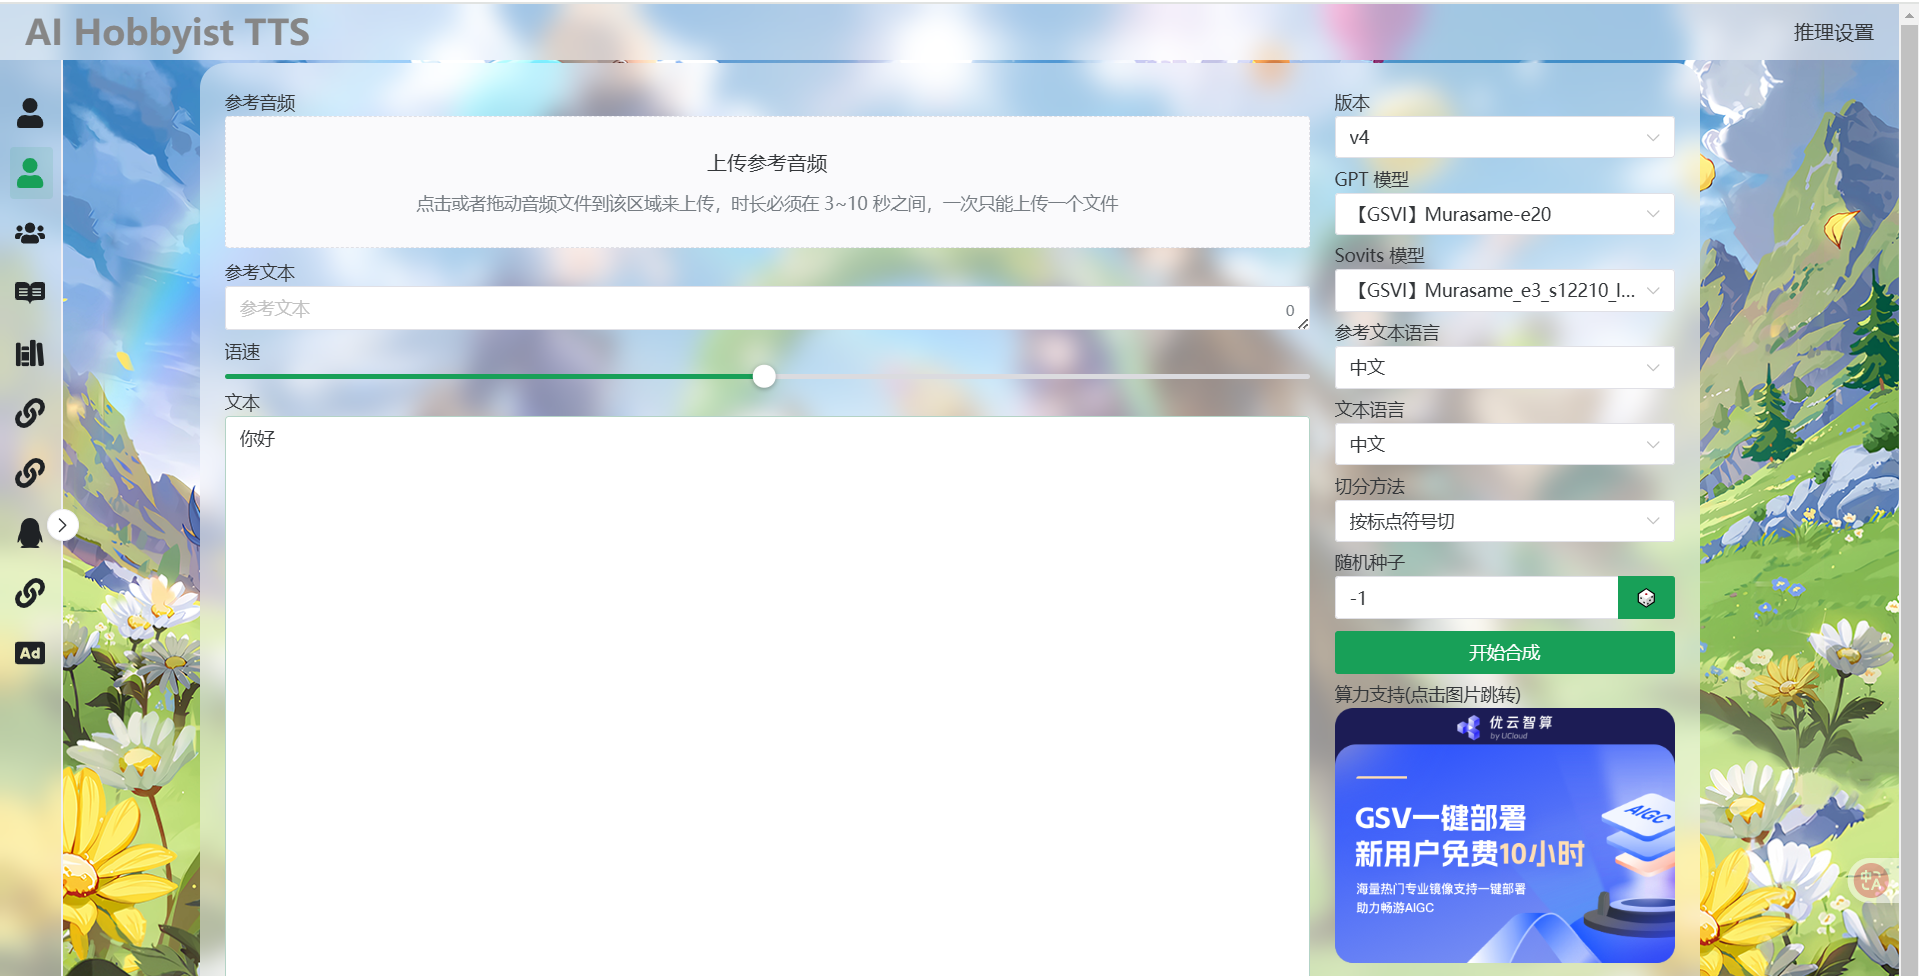 AI Hobbyist TTS
推理设置
参考音频
上传参考音频
点击或者拖动音频文件到该区域来上传，时长必须在 3~10 秒之间，一次只能上传一个文件
参考文本
参考文本
0
语速
文本
你好
版本
v4
GPT 模型
【GSVI】Murasame-e20
Sovits 模型
【GSVI】Murasame_e3_s12210_l...
参考文本语言
中文
文本语言
中文
切分方法
按标点符号切
随机种子
-1
开始合成
算力支持(点击图片跳转)
优云智算
by UCloud
GSV一键部署
新用户免费10小时
海量热门专业镜像支持一键部署
助力畅游AIGC
AIGC
Ad
中
A